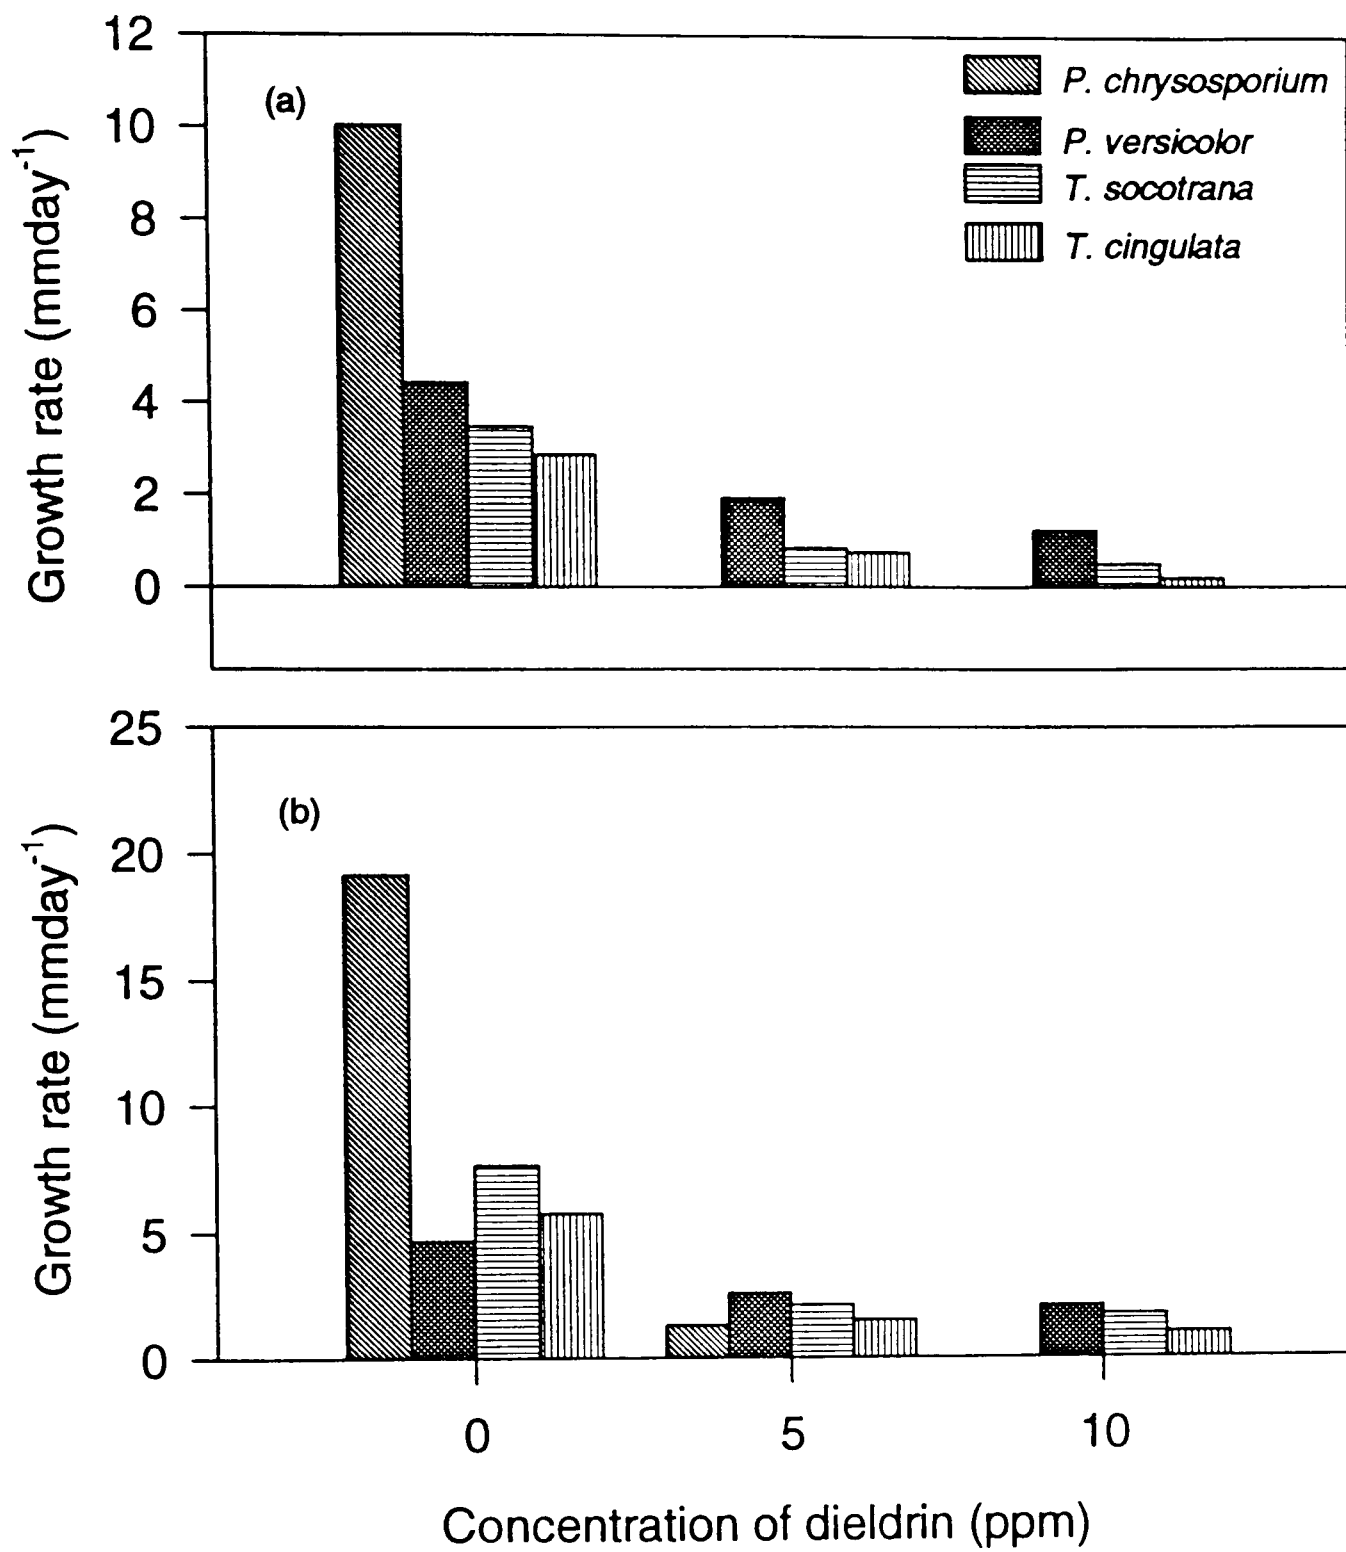 12
10
8
6
4
2
0
Growth rate (mmday-1)
(a)
P. chrysosporium
P. versicolor
T. socotrana
T. cingulata
25
20
15
10
5
0
Growth rate (mmday-1)
(b)
0 5 10
Concentration of dieldrin (ppm)